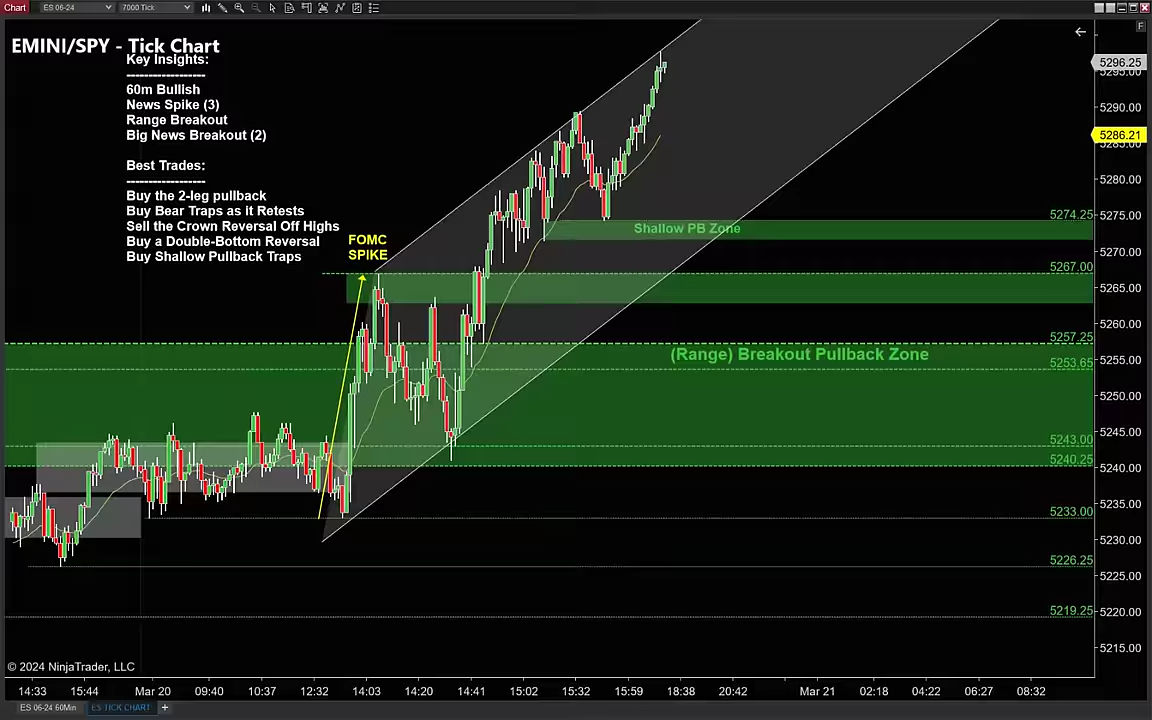 Chart ES 06-24 7000 Tick
F
EMINI/SPY - Tick Chart
Key Insights:
-------------------
60m Bullish
News Spike (3)
Range Breakout
Big News Breakout (2)
Best Trades:
-------------------
Buy the 2-leg pullback
Buy Bear Traps as it Retests
Sell the Crown Reversal Off HIghs
Buy a Double-Bottom Reversal
Buy Shallow Pullback Traps
FOMC
SPIKE
Shallow PB Zone
(Range) Breakout Pullback Zone
5274.25
5267.00
5257.25
5253.65
5243.00
5240.25
5233.00
5226.25
5219.25
5296.25
5295.00
5290.00
5286.21
5285.00
5280.00
5275.00
5270.00
5265.00
5260.00
5255.00
5250.00
5245.00
5240.00
5235.00
5230.00
5225.00
5220.00
5215.00
© 2024 NinjaTrader, LLC
14:33 15:44 Mar 20 09:40 10:37 12:32 14:03 14:20 14:41 15:02 15:32 15:59 18:38 20:42 Mar 21 02:18 04:22 06:27 08:32
ES 06-24 60Min ES TICK CHART +